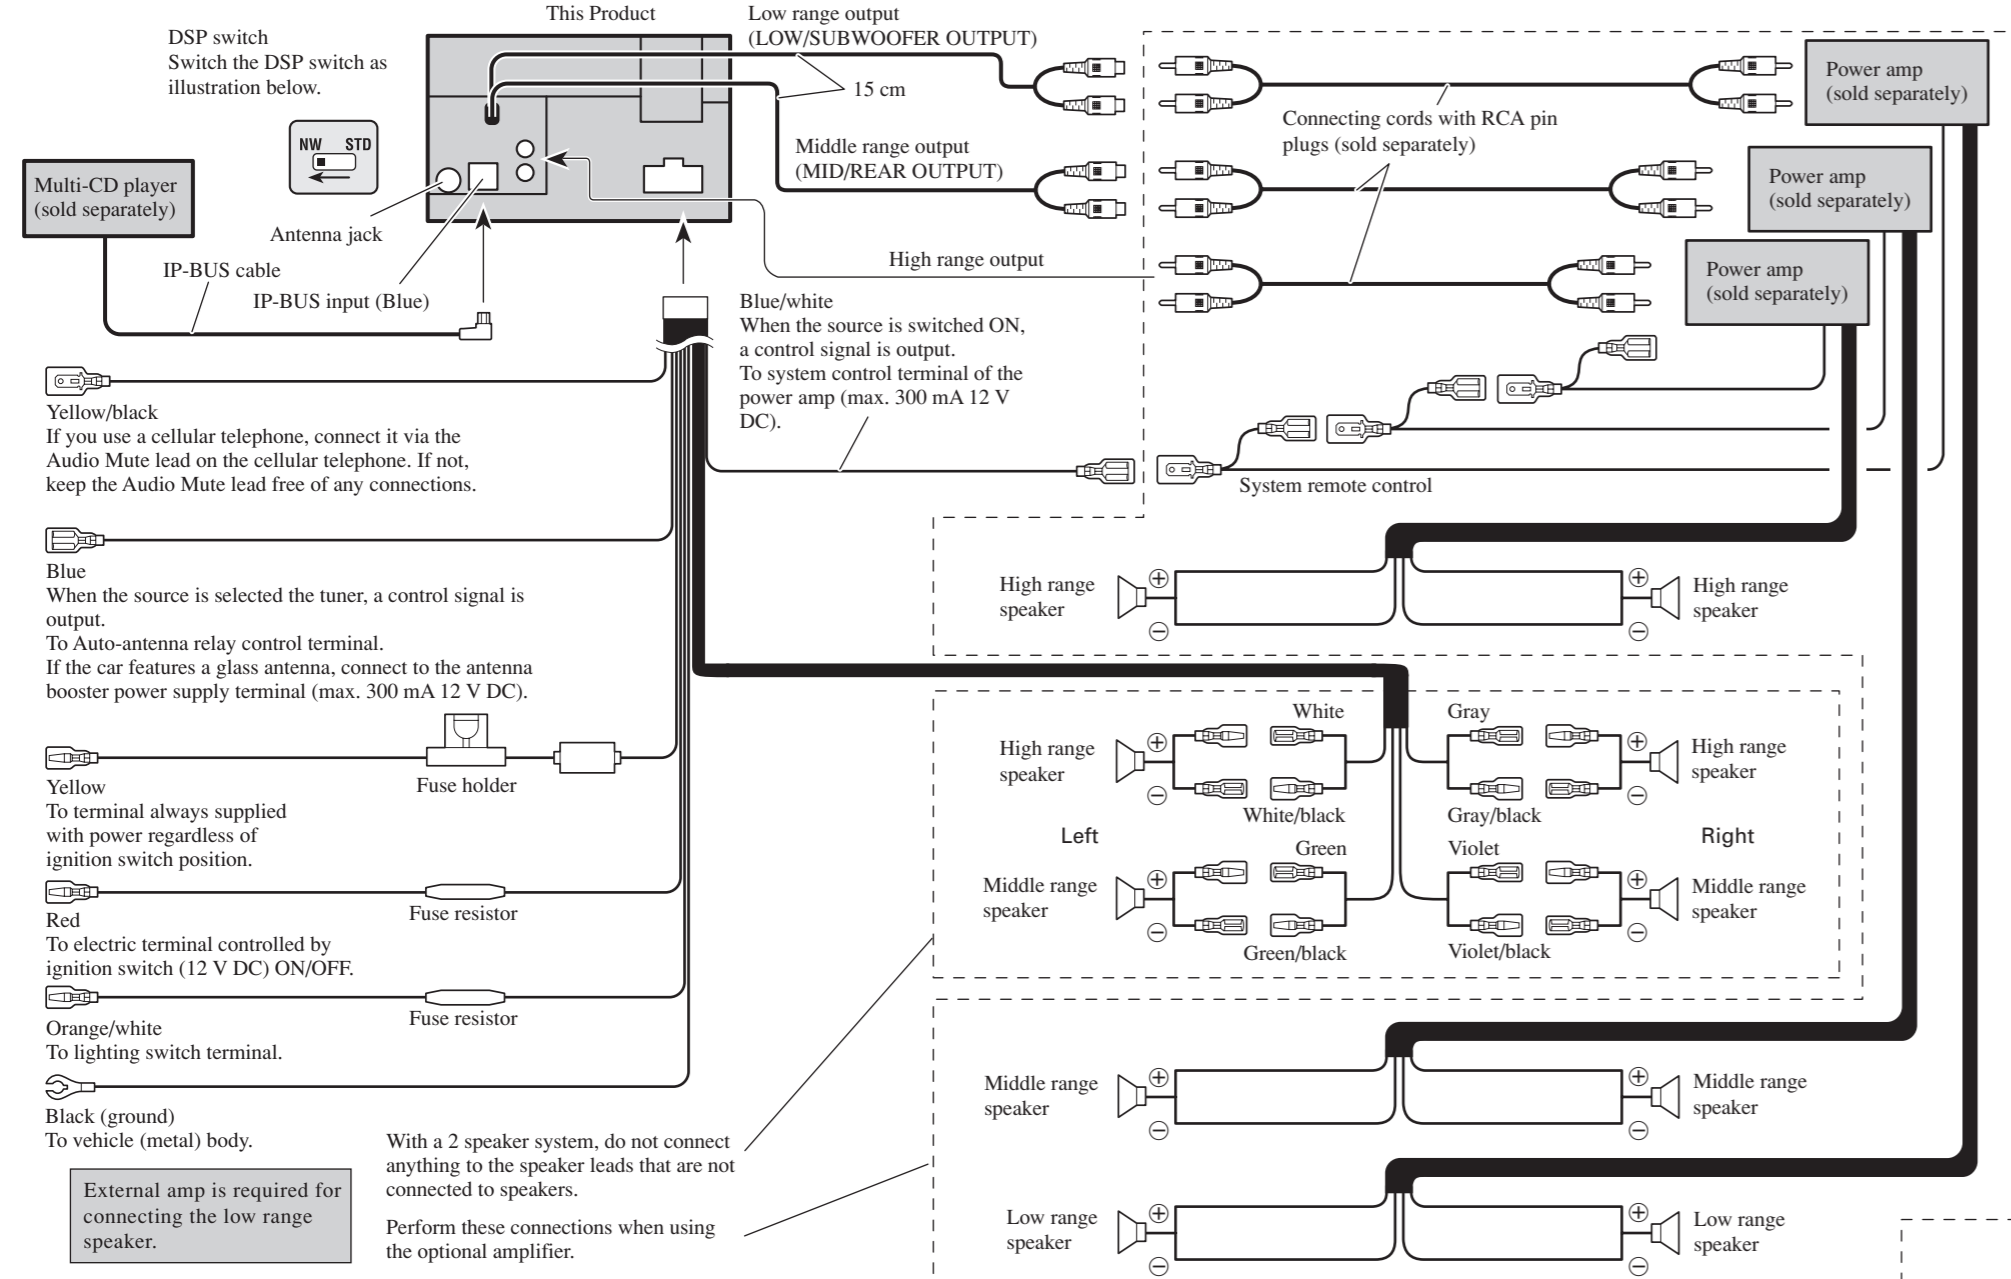 This Product
DSP switch
Switch the DSP switch as
illustration below.
NW STD
Low range output
(LOW/SUBWOOFER OUTPUT)
15 cm
Middle range output
(MID/REAR OUTPUT)
Connecting cords with RCA pin
plugs (sold separately)
Power amp
(sold separately)
Power amp
(sold separately)
Power amp
(sold separately)
Multi-CD player
(sold separately)
Antenna jack
IP-BUS cable
IP-BUS input (Blue)
High range output
Blue/white
When the source is switched ON,
a control signal is output.
To system control terminal of the
power amp (max. 300 mA 12 V
DC).
System remote control
Yellow/black
If you use a cellular telephone, connect it via the
Audio Mute lead on the cellular telephone. If not,
keep the Audio Mute lead free of any connections.
Blue
When the source is selected the tuner, a control signal is
output.
To Auto-antenna relay control terminal.
If the car features a glass antenna, connect to the antenna
booster power supply terminal (max. 300 mA 12 V DC).
Fuse holder
Yellow
To terminal always supplied
with power regardless of
ignition switch position.
Fuse resistor
Red
To electric terminal controlled by
ignition switch (12 V DC) ON/OFF.
Fuse resistor
Orange/white
To lighting switch terminal.
Black (ground)
To vehicle (metal) body.
External amp is required for
connecting the low range
speaker.
With a 2 speaker system, do not connect
anything to the speaker leads that are not
connected to speakers.
Perform these connections when using
the optional amplifier.
High range
speaker
+
−
+
−
High range
speaker
White
Gray
High range
speaker
+
−
+
−
High range
speaker
White/black
Gray/black
Left
Right
Green
Violet
Middle range
speaker
+
−
+
−
Middle range
speaker
Green/black
Violet/black
Middle range
speaker
+
−
+
−
Middle range
speaker
Low range
speaker
+
−
+
−
Low range
speaker